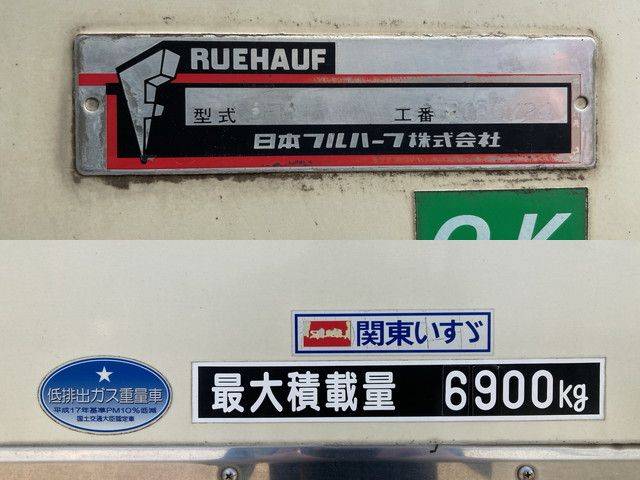 RUEHAUF
型式 工番
日本フルハーフ株式会社
OK
関東いすゞ
低排出ガス重量車
平成17年基準PM10%低減
国土交通大臣認定車
最大積載量 6900kg